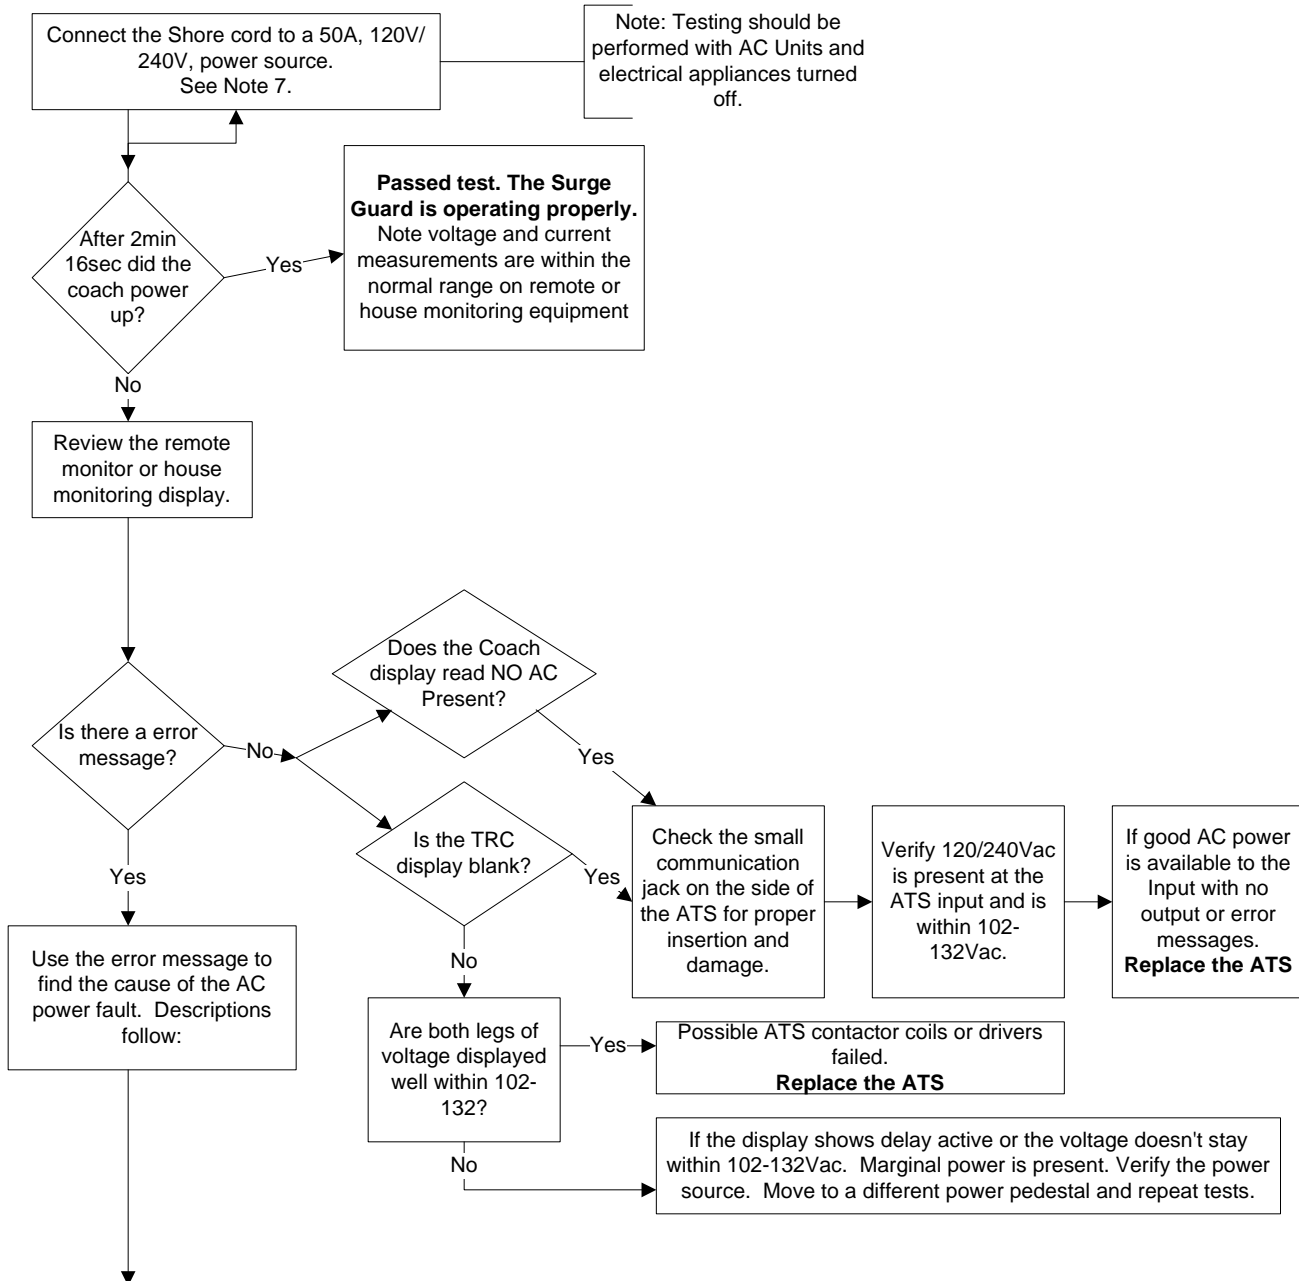 Connect the Shore cord to a 50A, 120V/
240V, power source.
See Note 7.
Note: Testing should be
performed with AC Units and
electrical appliances turned
off.
After 2min
16sec did the
coach power
up?
Yes
Passed test. The Surge
Guard is operating properly.
Note voltage and current
measurements are within the
normal range on remote or
house monitoring equipment
No
Review the remote
monitor or house
monitoring display.
Is there a error
message?
No
Does the Coach
display read NO AC
Present?
Yes
Is the TRC
display blank?
Yes
Check the small
communication
jack on the side of
the ATS for proper
insertion and
damage.
Verify 120/240Vac
is present at the
ATS input and is
within 102-
132Vac.
If good AC power
is available to the
Input with no
output or error
messages.
Replace the ATS
Yes
Use the error message to
find the cause of the AC
power fault.  Descriptions
follow:
No
Are both legs of
voltage displayed
well within 102-
132?
Yes
Possible ATS contactor coils or drivers
failed.
Replace the ATS
No
If the display shows delay active or the voltage doesn't stay
within 102-132Vac.  Marginal power is present. Verify the power
source.  Move to a different power pedestal and repeat tests.